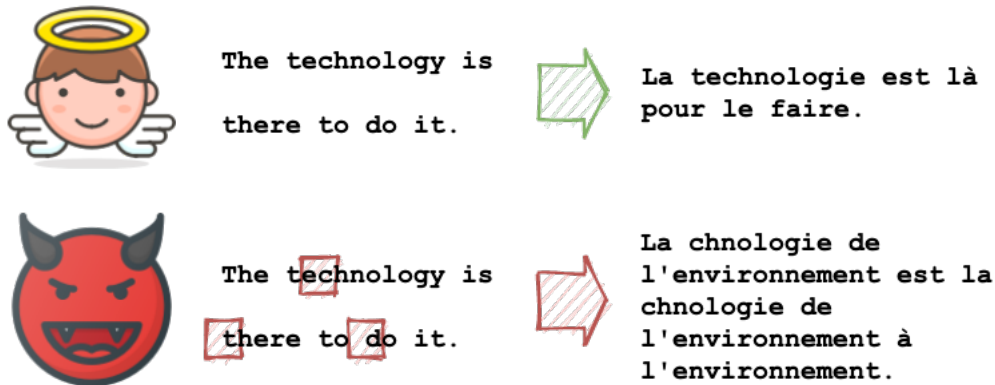 The technology is
there to do it.
La technologie est là
pour le faire.
The technology is
there to do it.
La chnologie de
l'environnement est la
chnologie de
l'environnement à
l'environnement.